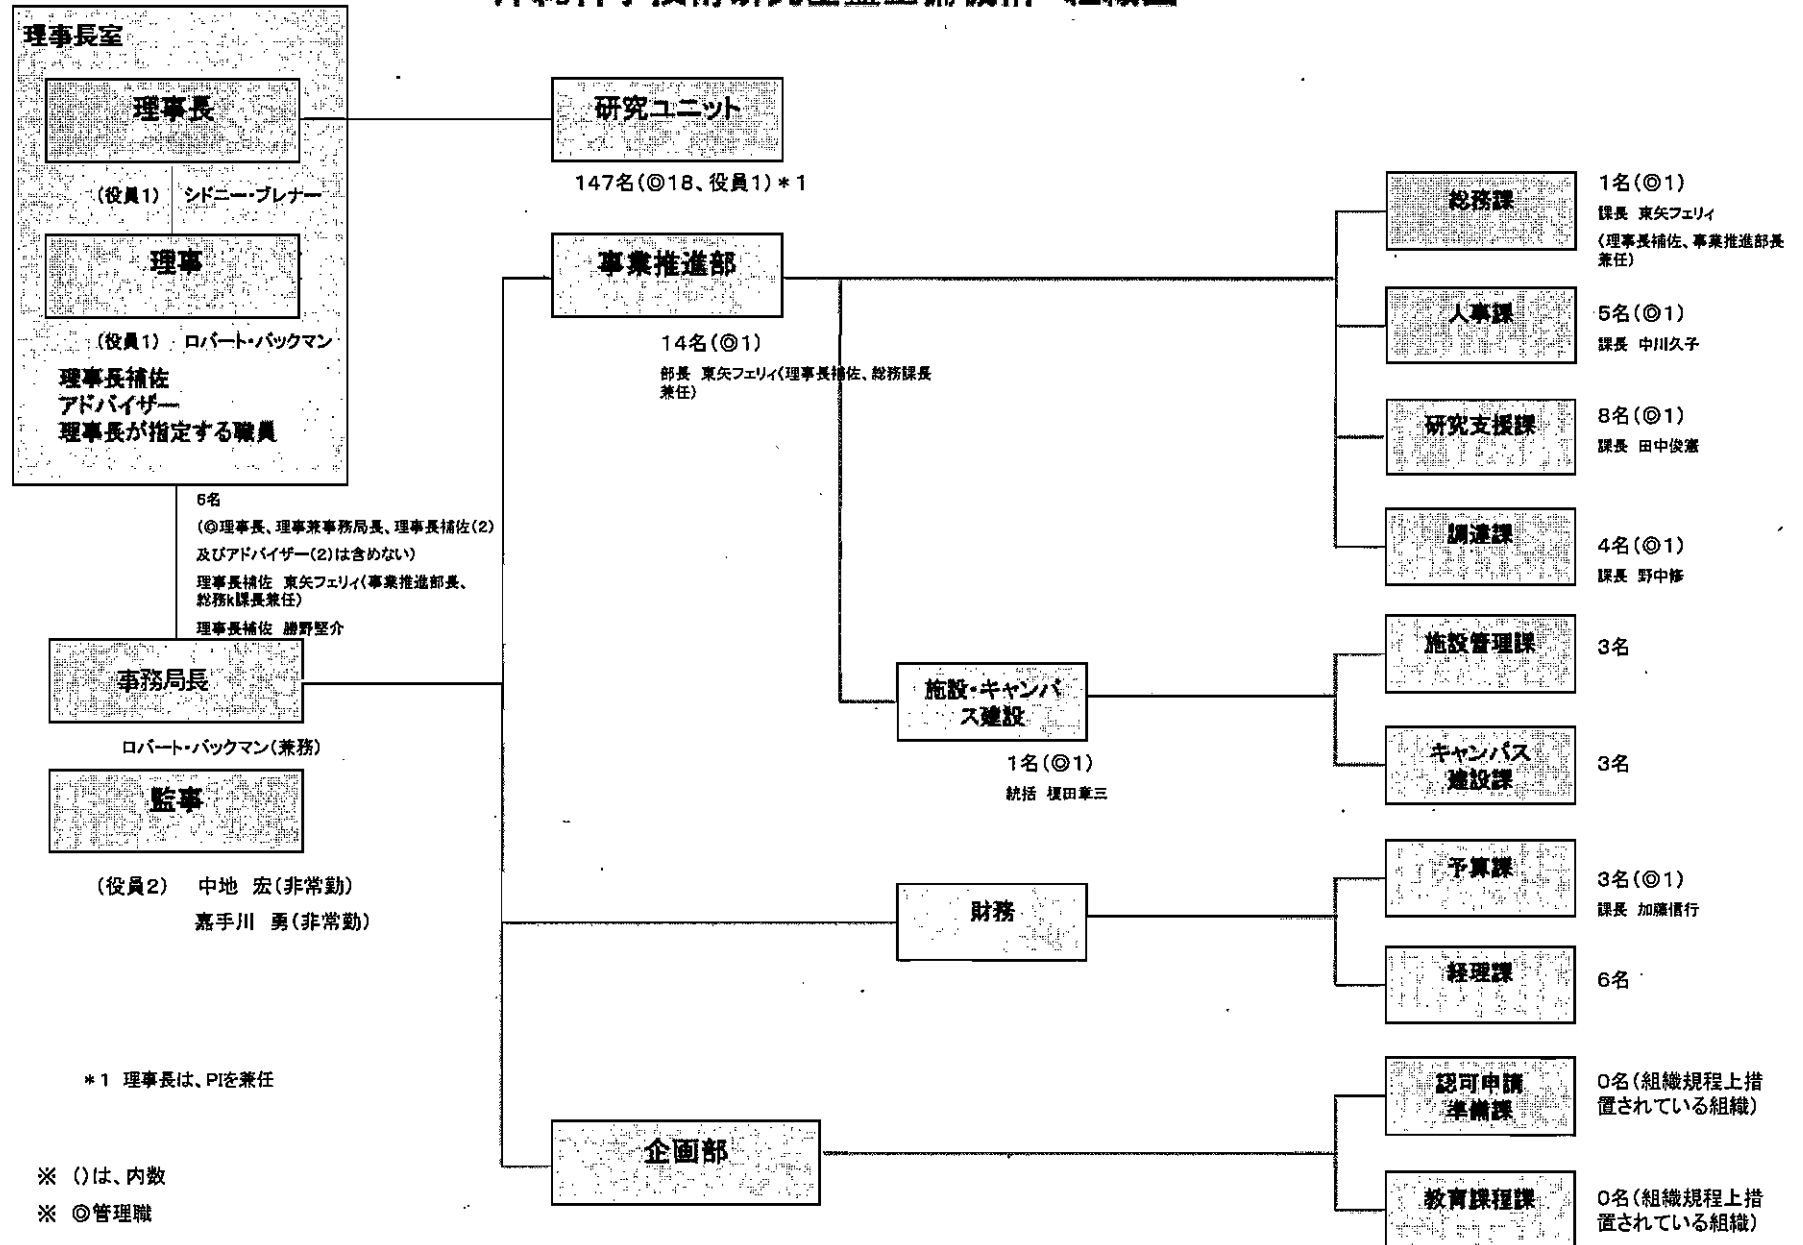 理事長室
理事長
(役員1) シドニー・ブレナー
理事
(役員1) ロバート・バックマン
理事長補佐
アドバイザー
理事長が指定する職員
6名
(◎理事長、理事兼事務局長、理事長補佐(2)
及びアドバイザー(2)は含めない)
理事長補佐 東矢フェリィ(事業推進部長、
総務k課長兼任)
理事長補佐 勝野堅介
事務局長
ロバート・バックマン(兼務)
監事
(役員2) 中地 宏(非常勤)
嘉手川 勇(非常勤)
*1 理事長は、PIを兼任
※ ()は、内数
※ ◎管理職
研究ユニット
147名(◎18、役員1)*1
事業推進部
14名(◎1)
部長 東矢フェリィ(理事長補佐、総務課長
兼任)
企画部
施設・キャンパ
ス建設
1名(◎1)
統括 榎田章三
財務
総務課
1名(◎1)
課長 東矢フェリィ
(理事長補佐、事業推進部長
兼任)
人事課
5名(◎1)
課長 中川久子
研究支援課
8名(◎1)
課長 田中俊憲
調達課
4名(◎1)
課長 野中修
施設管理課
3名
キャンパス
建設課
3名
予算課
3名(◎1)
課長 加藤信行
経理課
6名
認可申請
準備課
0名(組織規程上措
置されている組織)
教育課程課
0名(組織規程上措
置されている組織)